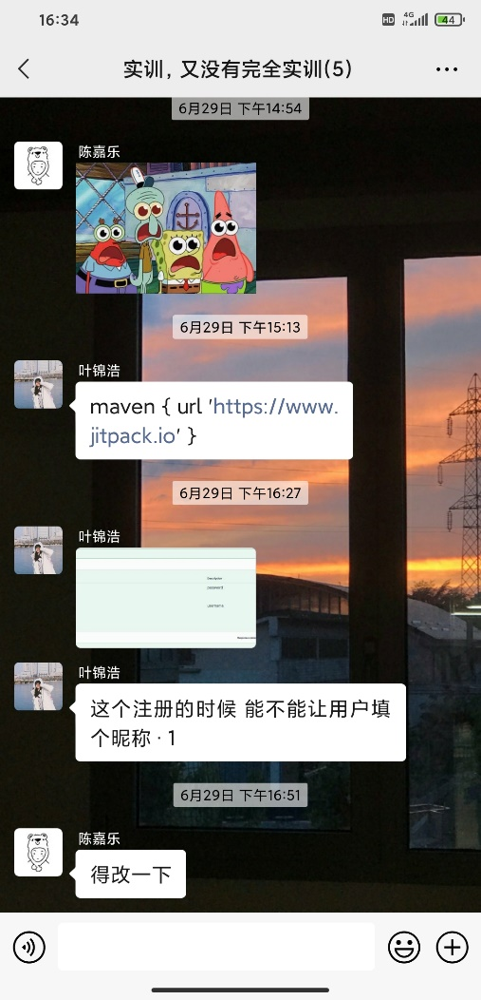 16:34
HD 4G 44
实训，又没有完全实训(5)
6月29日 下午14:54
陈嘉乐
6月29日 下午15:13
叶锦浩
maven { url 'https://www.
jitpack.io' }
6月29日 下午16:27
叶锦浩
Description
password
username
叶锦浩
这个注册的时候 能不能让用户填
个昵称 · 1
6月29日 下午16:51
陈嘉乐
得改一下